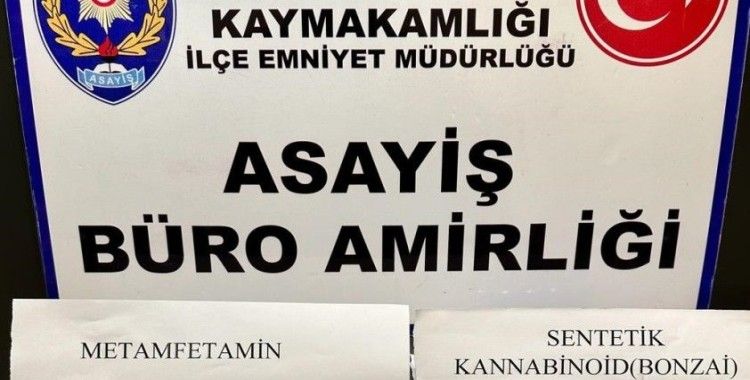 KAYMAKAMLIĞI
İLÇE EMNİYET MÜDÜRLÜĞÜ
ASAYİŞ
ASAYİŞ
BÜRO AMİRLİĞİ
METAMFETAMİN
SENTETİK
KANNABİNOİD(BONZAİ)